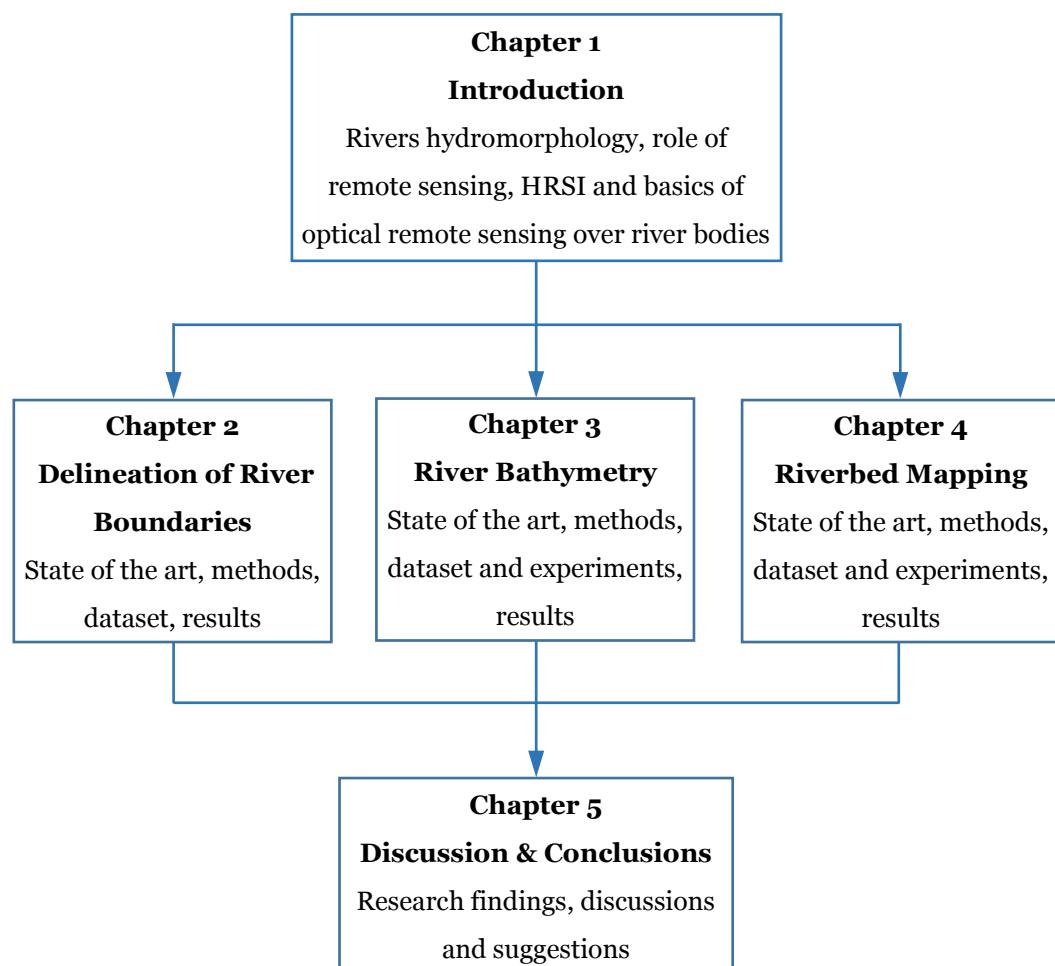 Chapter 1
Introduction
Rivers hydromorphology, role of
remote sensing, HRSI and basics of
optical remote sensing over river bodies
Chapter 2
Delineation of River
Boundaries
State of the art, methods,
dataset, results
Chapter 3
River Bathymetry
State of the art, methods,
dataset and experiments,
results
Chapter 4
Riverbed Mapping
State of the art, methods,
dataset and experiments,
results
Chapter 5
Discussion & Conclusions
Research findings, discussions
and suggestions